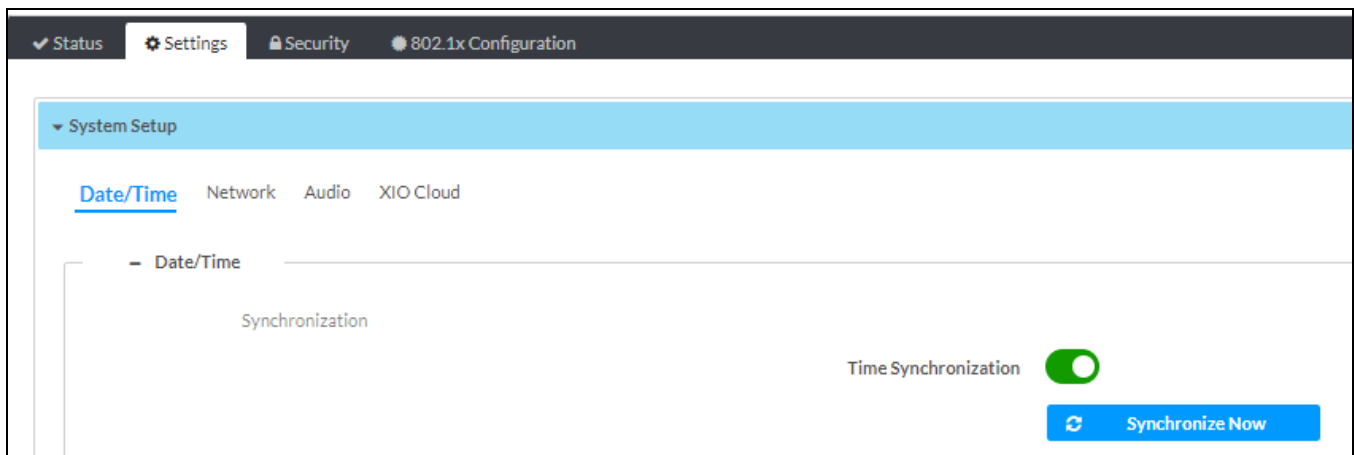 Status Settings Security 802.1x Configuration
System Setup
Date/Time Network Audio XIO Cloud
– Date/Time
Synchronization
Time Synchronization
Synchronize Now